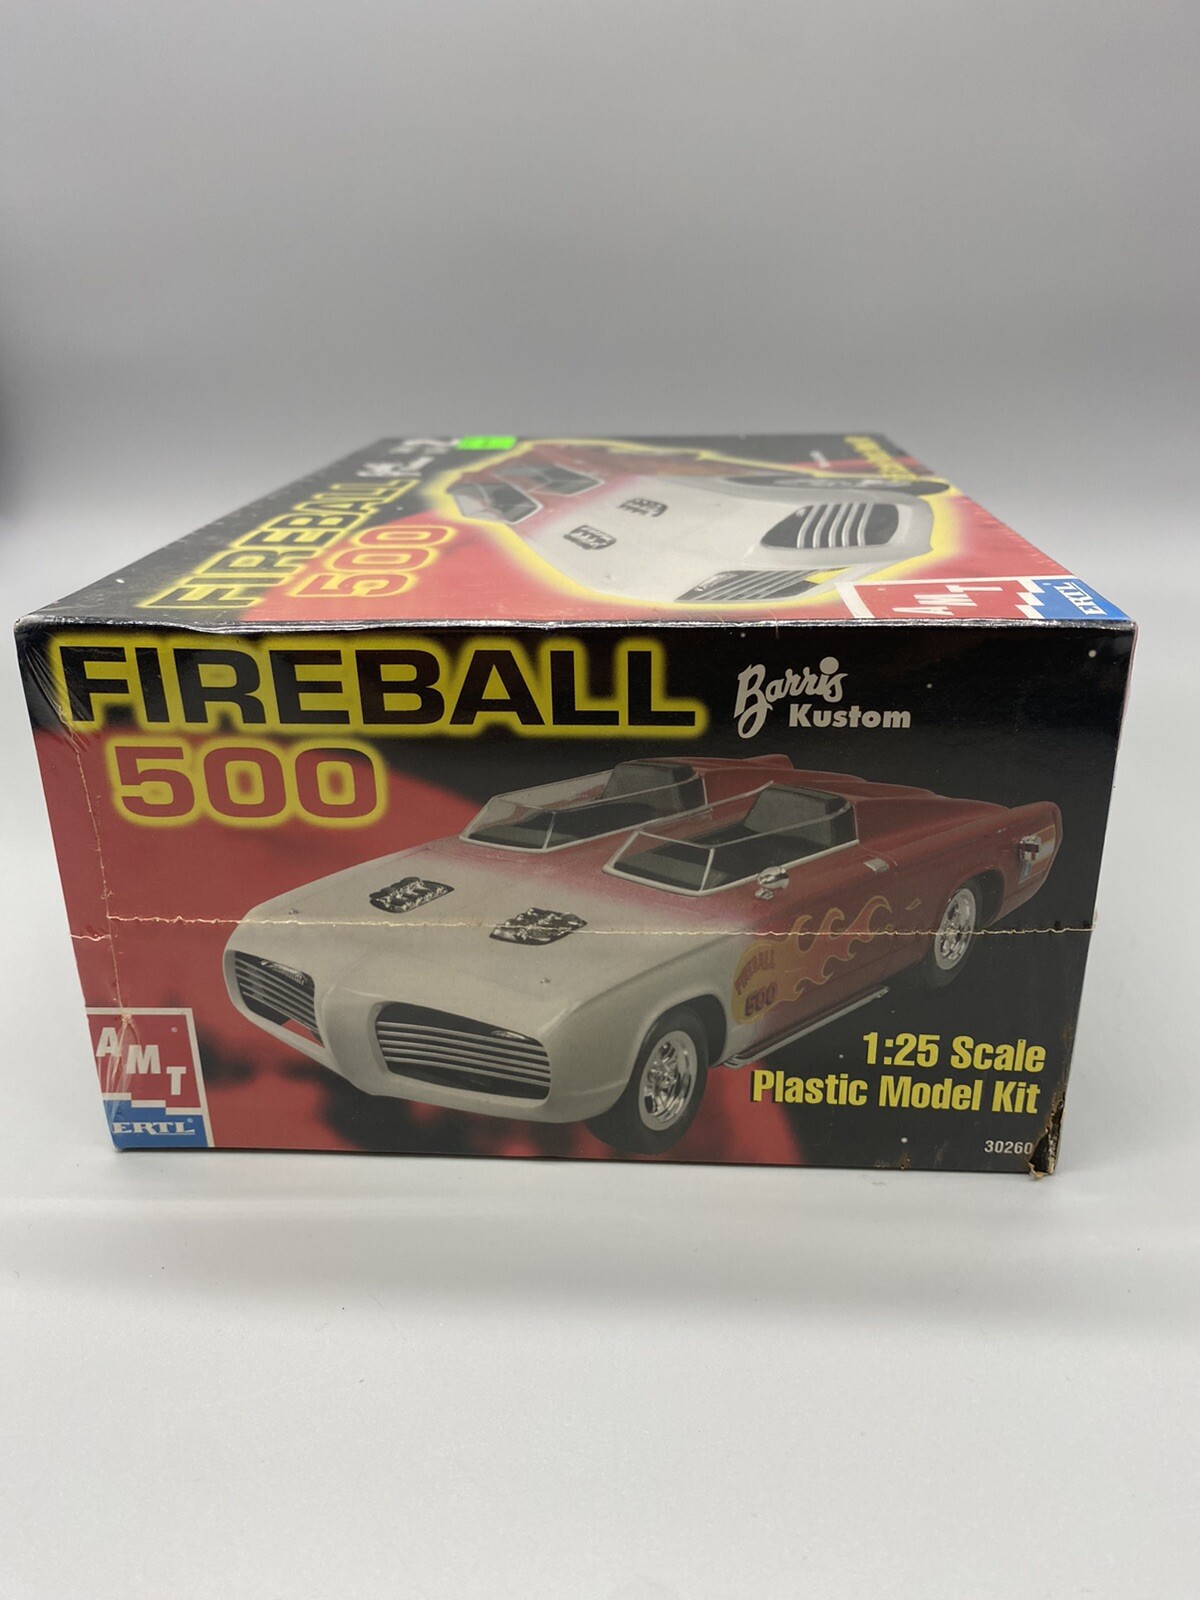 FIREBALL
500
AMT
ERTL
FIREBALL
500
Barris
Kustom
FIREBALL
500
1:25 Scale
Plastic Model Kit
AMT
ERTL
30260